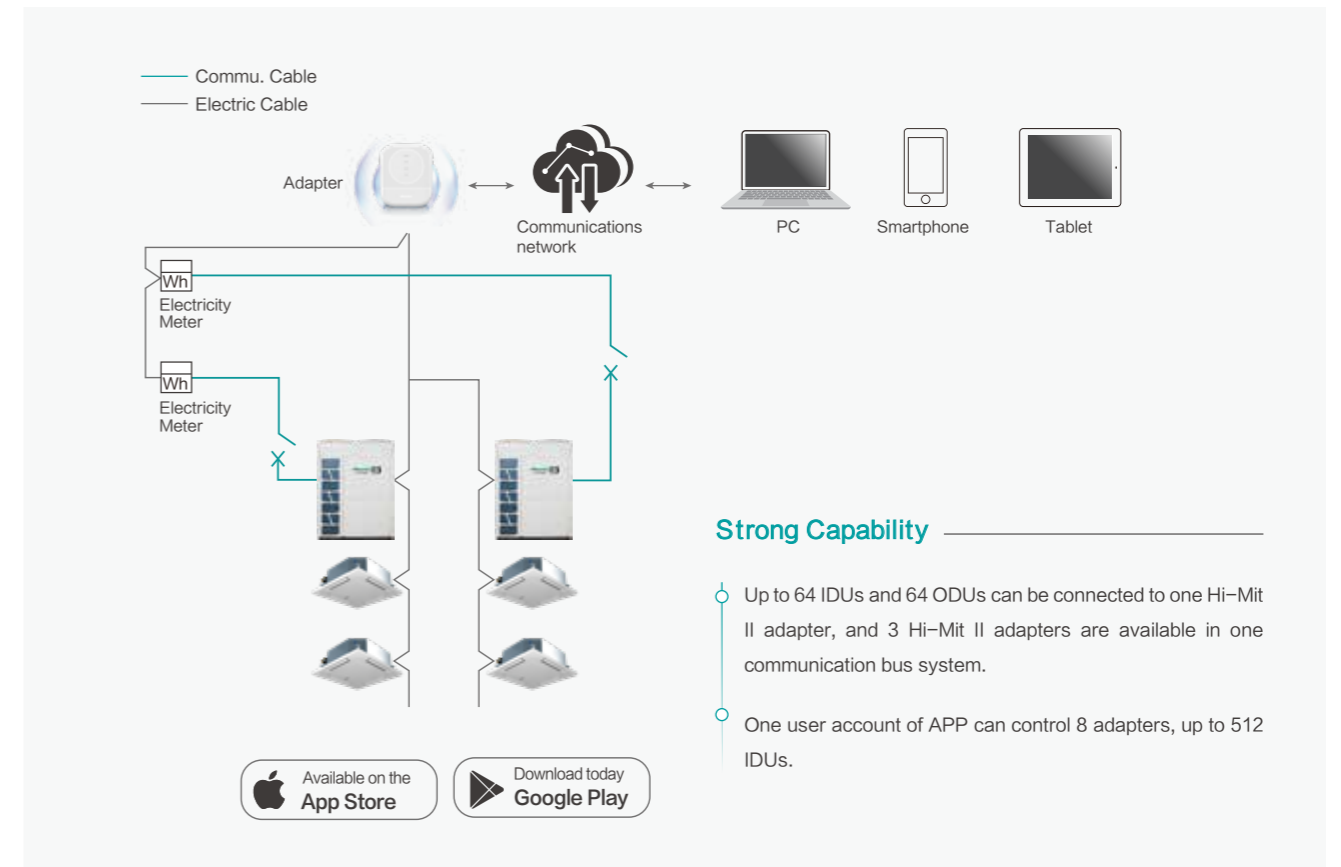 Commu. Cable
Electric Cable
Adapter
Communications
network
PC
Smartphone
Tablet
Wh
Electricity
Meter
Wh
Electricity
Meter
Strong Capability
Up to 64 IDUs and 64 ODUs can be connected to one Hi-Mit
II adapter, and 3 Hi-Mit II adapters are available in one
communication bus system.
One user account of APP can control 8 adapters, up to 512
IDUs.
Available on the
App Store
Download today
Google Play